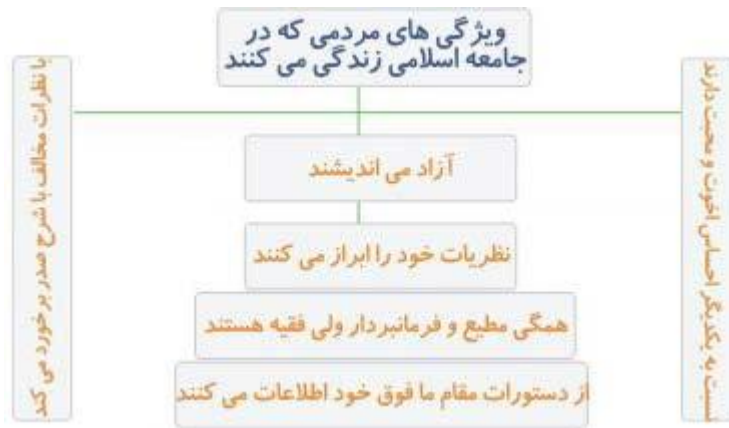 ویژگی های مردمی که در
جامعه اسلامی زندگی می کنند
نسبت به یکدیگر احساس اخوت و محبت دارند
آزاد می اندیشند
نظریات خود را ابراز می کنند
همگی مطیع و فرمانبردار ولی فقیه هستند
از دستورات مقام ما فوق خود اطلاعات می کنند
با نظرات مخالف با شرح صدر برخورد می کند